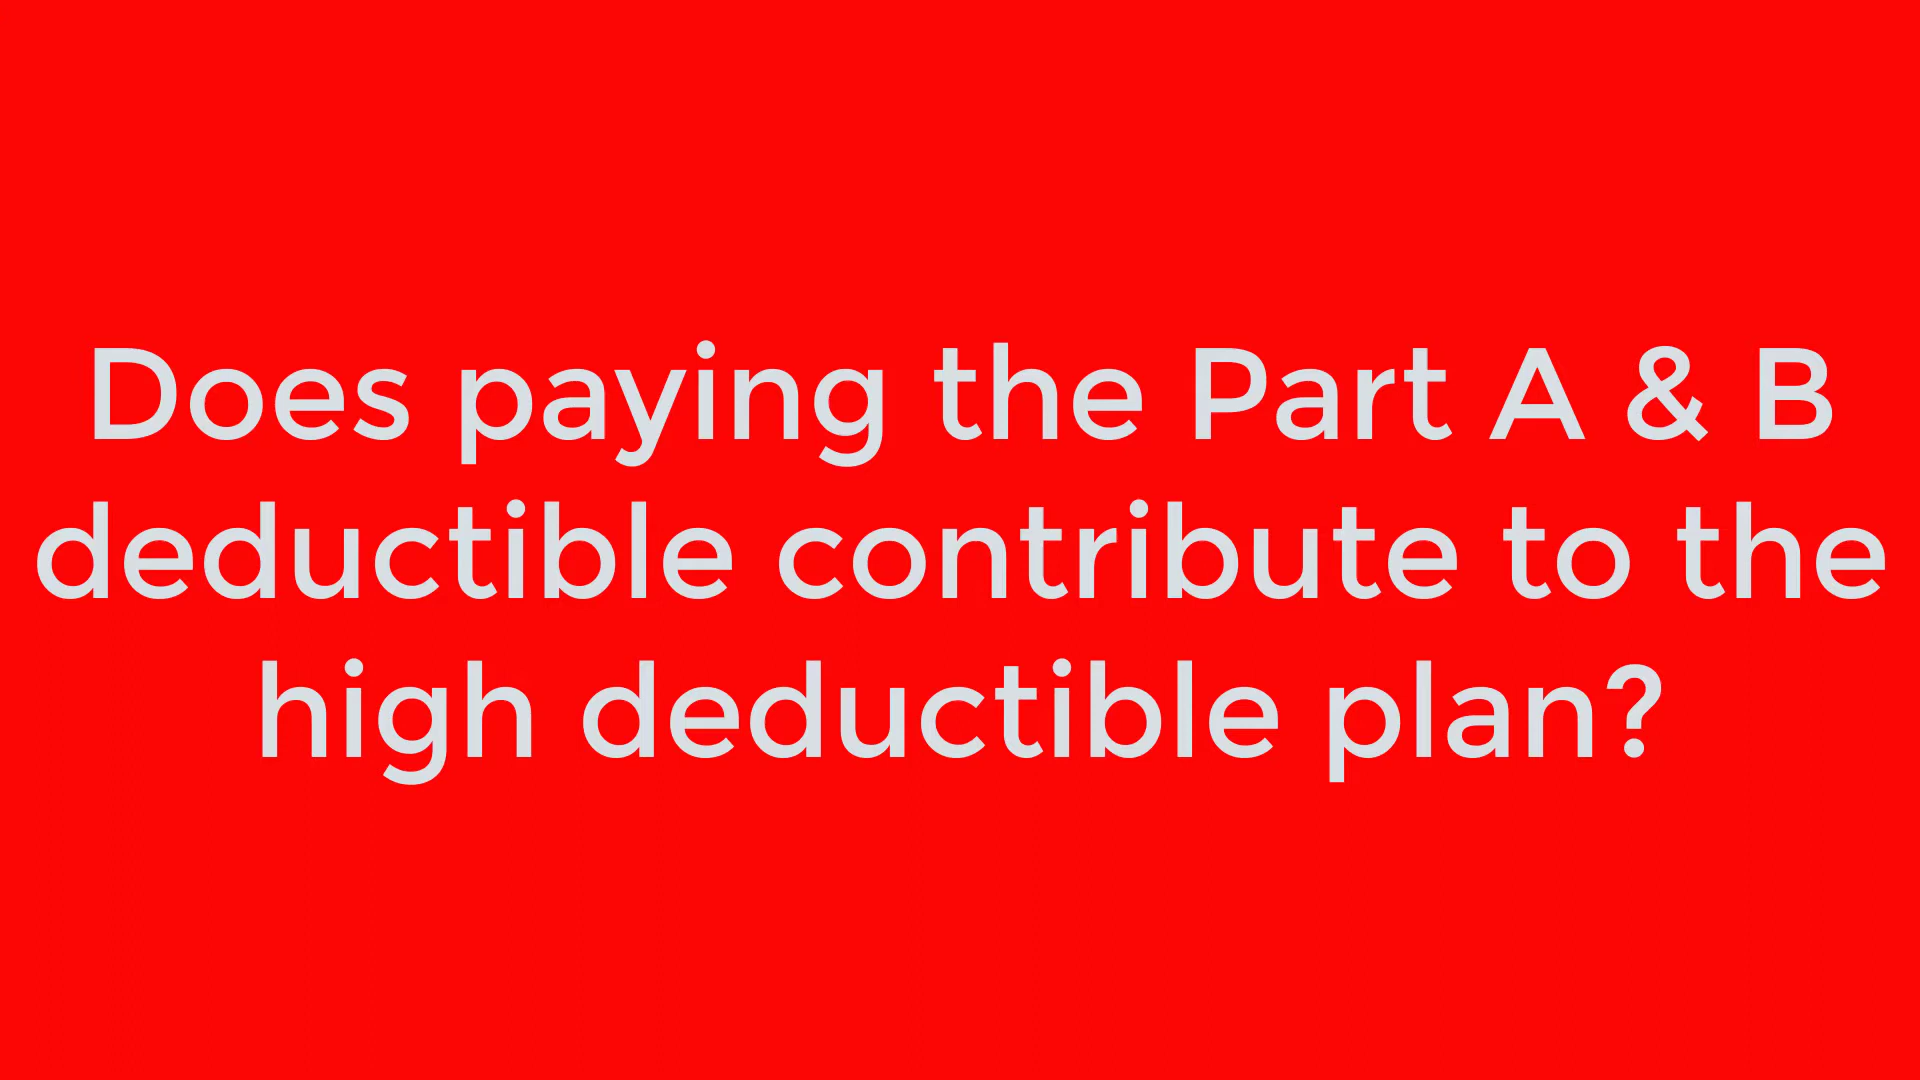 Does paying the Part A & B
deductible contribute to the
high deductible plan?